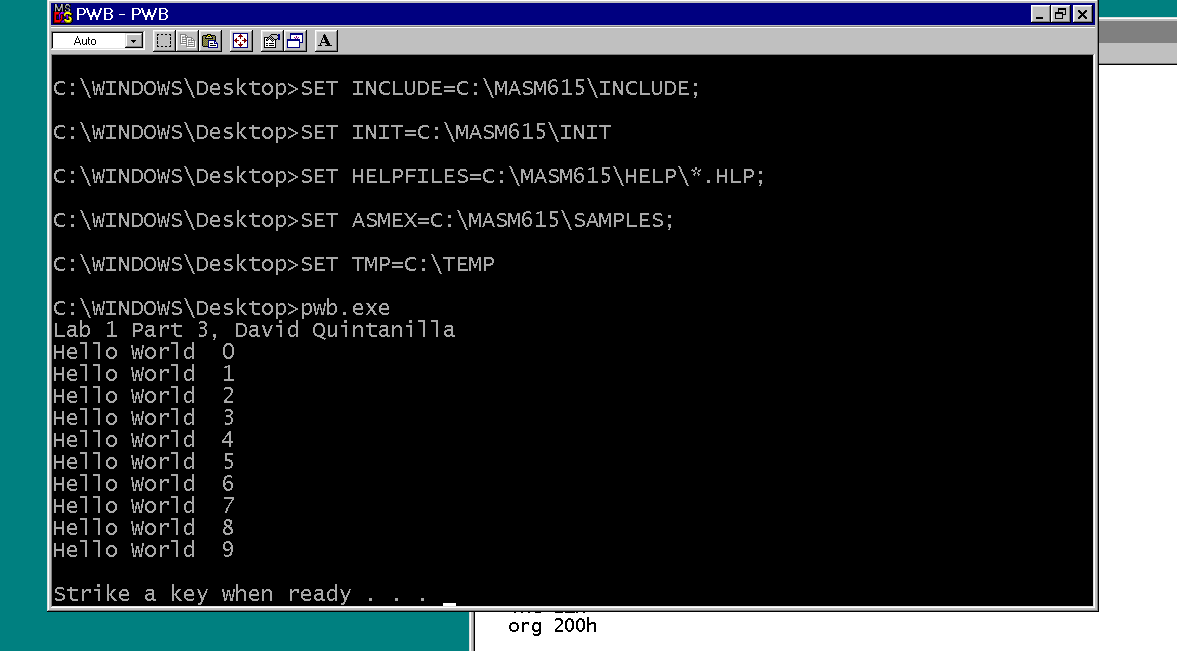 MS DOS PWB - PWB
Auto
A
C:\WINDOWS\Desktop>SET INCLUDE=C:\MASM615\INCLUDE;
C:\WINDOWS\Desktop>SET INIT=C:\MASM615\INIT
C:\WINDOWS\Desktop>SET HELPFILES=C:\MASM615\HELP\*.HLP;
C:\WINDOWS\Desktop>SET ASMEX=C:\MASM615\SAMPLES;
C:\WINDOWS\Desktop>SET TMP=C:\TEMP
C:\WINDOWS\Desktop>pwb.exe
Lab 1 Part 3, David Quintanilla
Hello World  0
Hello World  1
Hello World  2
Hello World  3
Hello World  4
Hello World  5
Hello World  6
Hello World  7
Hello World  8
Hello World  9
Strike a key when ready . . .
org 200h